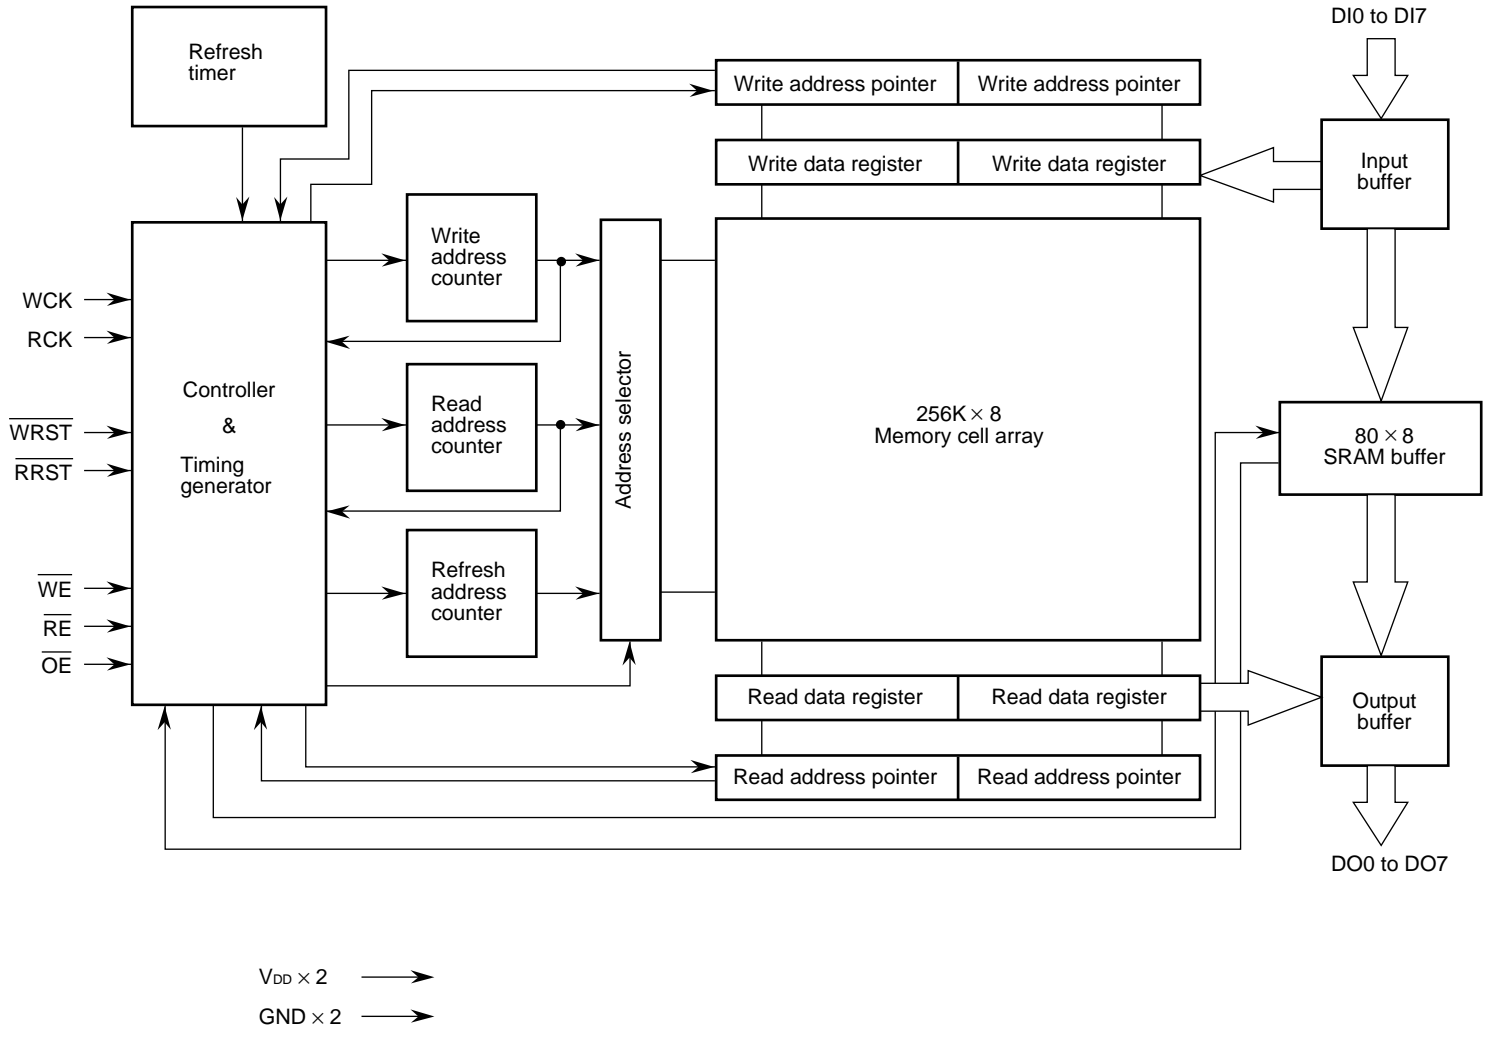 DI0 to DI7
Refresh
timer
Write address pointer
Write address pointer
Write data register
Write data register
Input
buffer
Write
address
counter
WCK
RCK
Controller
&
Timing
generator
Read
address
counter
Address selector
256K × 8
Memory cell array
80 × 8
SRAM buffer
WRST
RRST
WE
RE
OE
Refresh
address
counter
Read data register
Read data register
Output
buffer
Read address pointer
Read address pointer
DO0 to DO7
VDD × 2
GND × 2